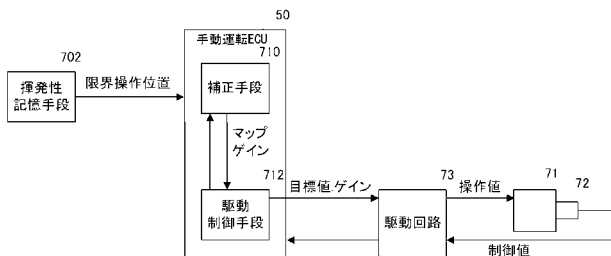 50
手動運転ECU
702
710
揮発性
記憶手段
限界操作位置
補正手段
マップ
ゲイン
712
駆動
制御手段
目標値.ゲイン
73
駆動回路
操作値
71
72
制御値